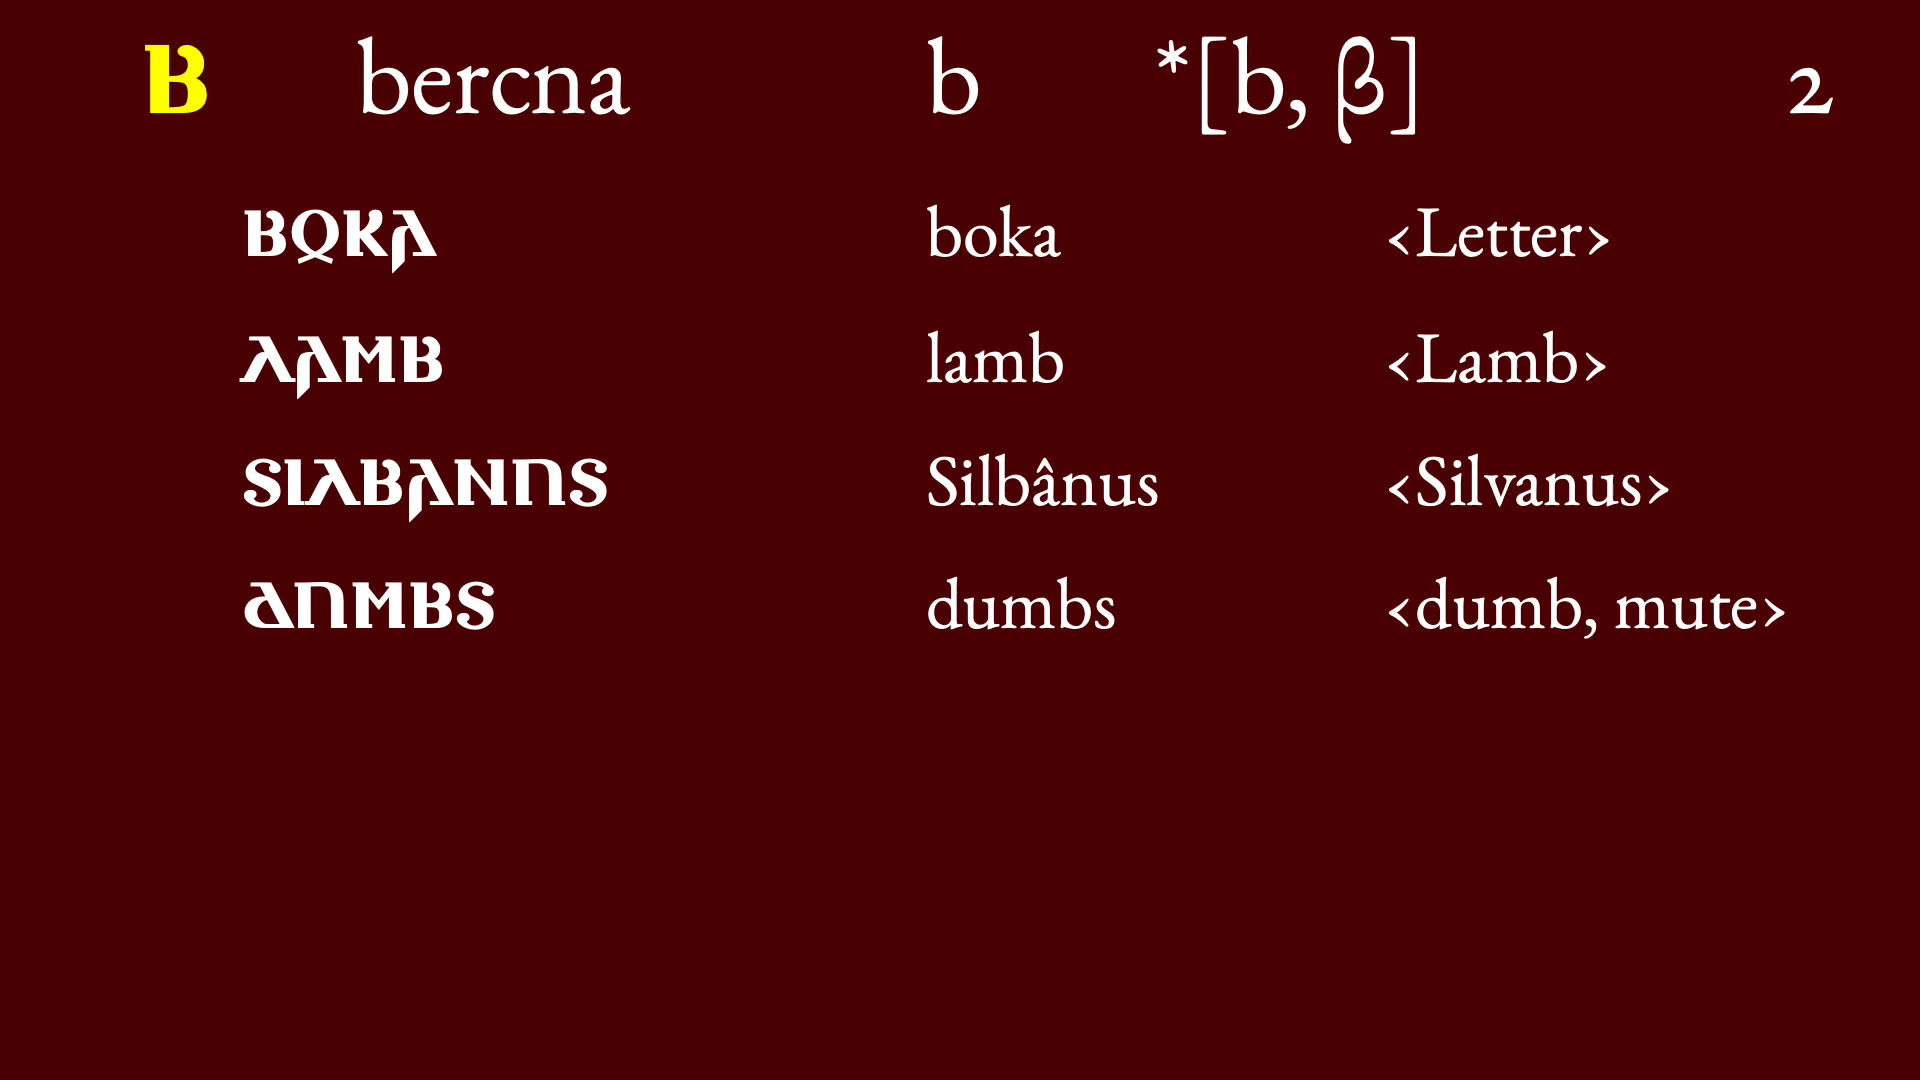 𐌱 bercna b *[b, β] 2
𐌱𐍉𐌺𐌰 boka <Letter>
𐌻𐌰𐌼𐌱 lamb <Lamb>
𐍃𐌹𐌻𐌱𐌰𐌽𐌿𐍃 Silbânus <Silvanus>
𐌳𐌿𐌼𐌱𐍃 dumbs <dumb, mute>